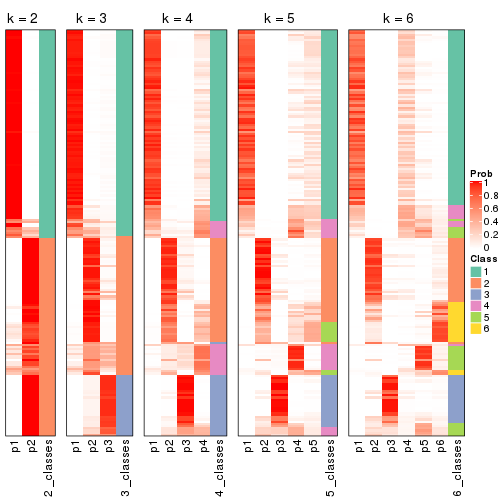 k = 2
k = 3
k = 4
k = 5
k = 6
p1
p2
2_classes
p1
p2
p3
3_classes
p1
p2
p3
p4
4_classes
p1
p2
p3
p4
p5
5_classes
p1
p2
p3
p4
p5
p6
6_classes
Prob
1
0.8
0.6
0.4
0.2
0
Class
1
2
3
4
5
6